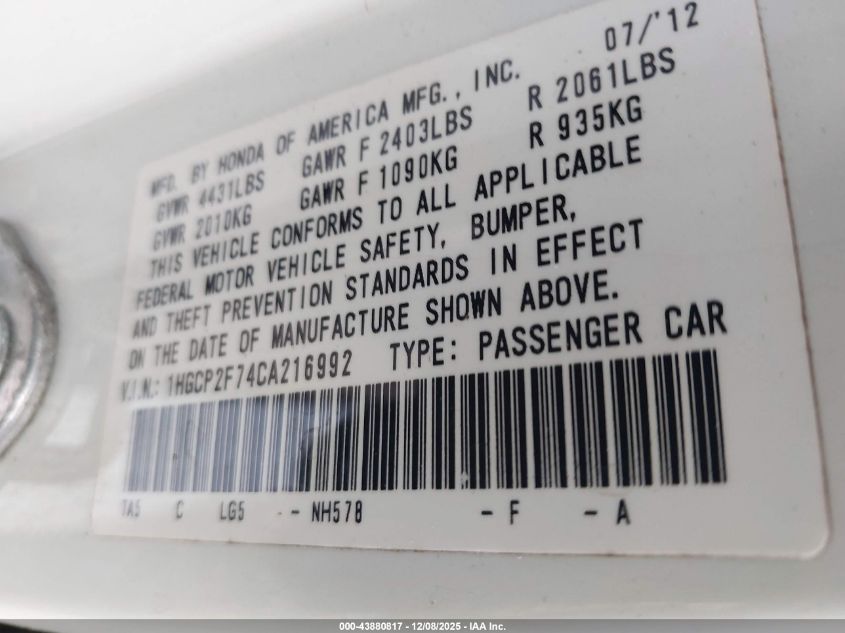 07/'12
MFD. BY HONDA OF AMERICA MFG., INC.
GVWR 4431LBS GAWR F 2403LBS R 2061LBS
GVWR 2010KG GAWR F 1090KG R 935KG
THIS VEHICLE CONFORMS TO ALL APPLICABLE
FEDERAL MOTOR VEHICLE SAFETY, BUMPER,
AND THEFT PREVENTION STANDARDS IN EFFECT
ON THE DATE OF MANUFACTURE SHOWN ABOVE.
V.I.N.: 1HGCP2F74CA216992 TYPE: PASSENGER CAR
TA5 C LG5 -- NH578 - F - A
000-43880817 - 12/08/2025 - IAA Inc.